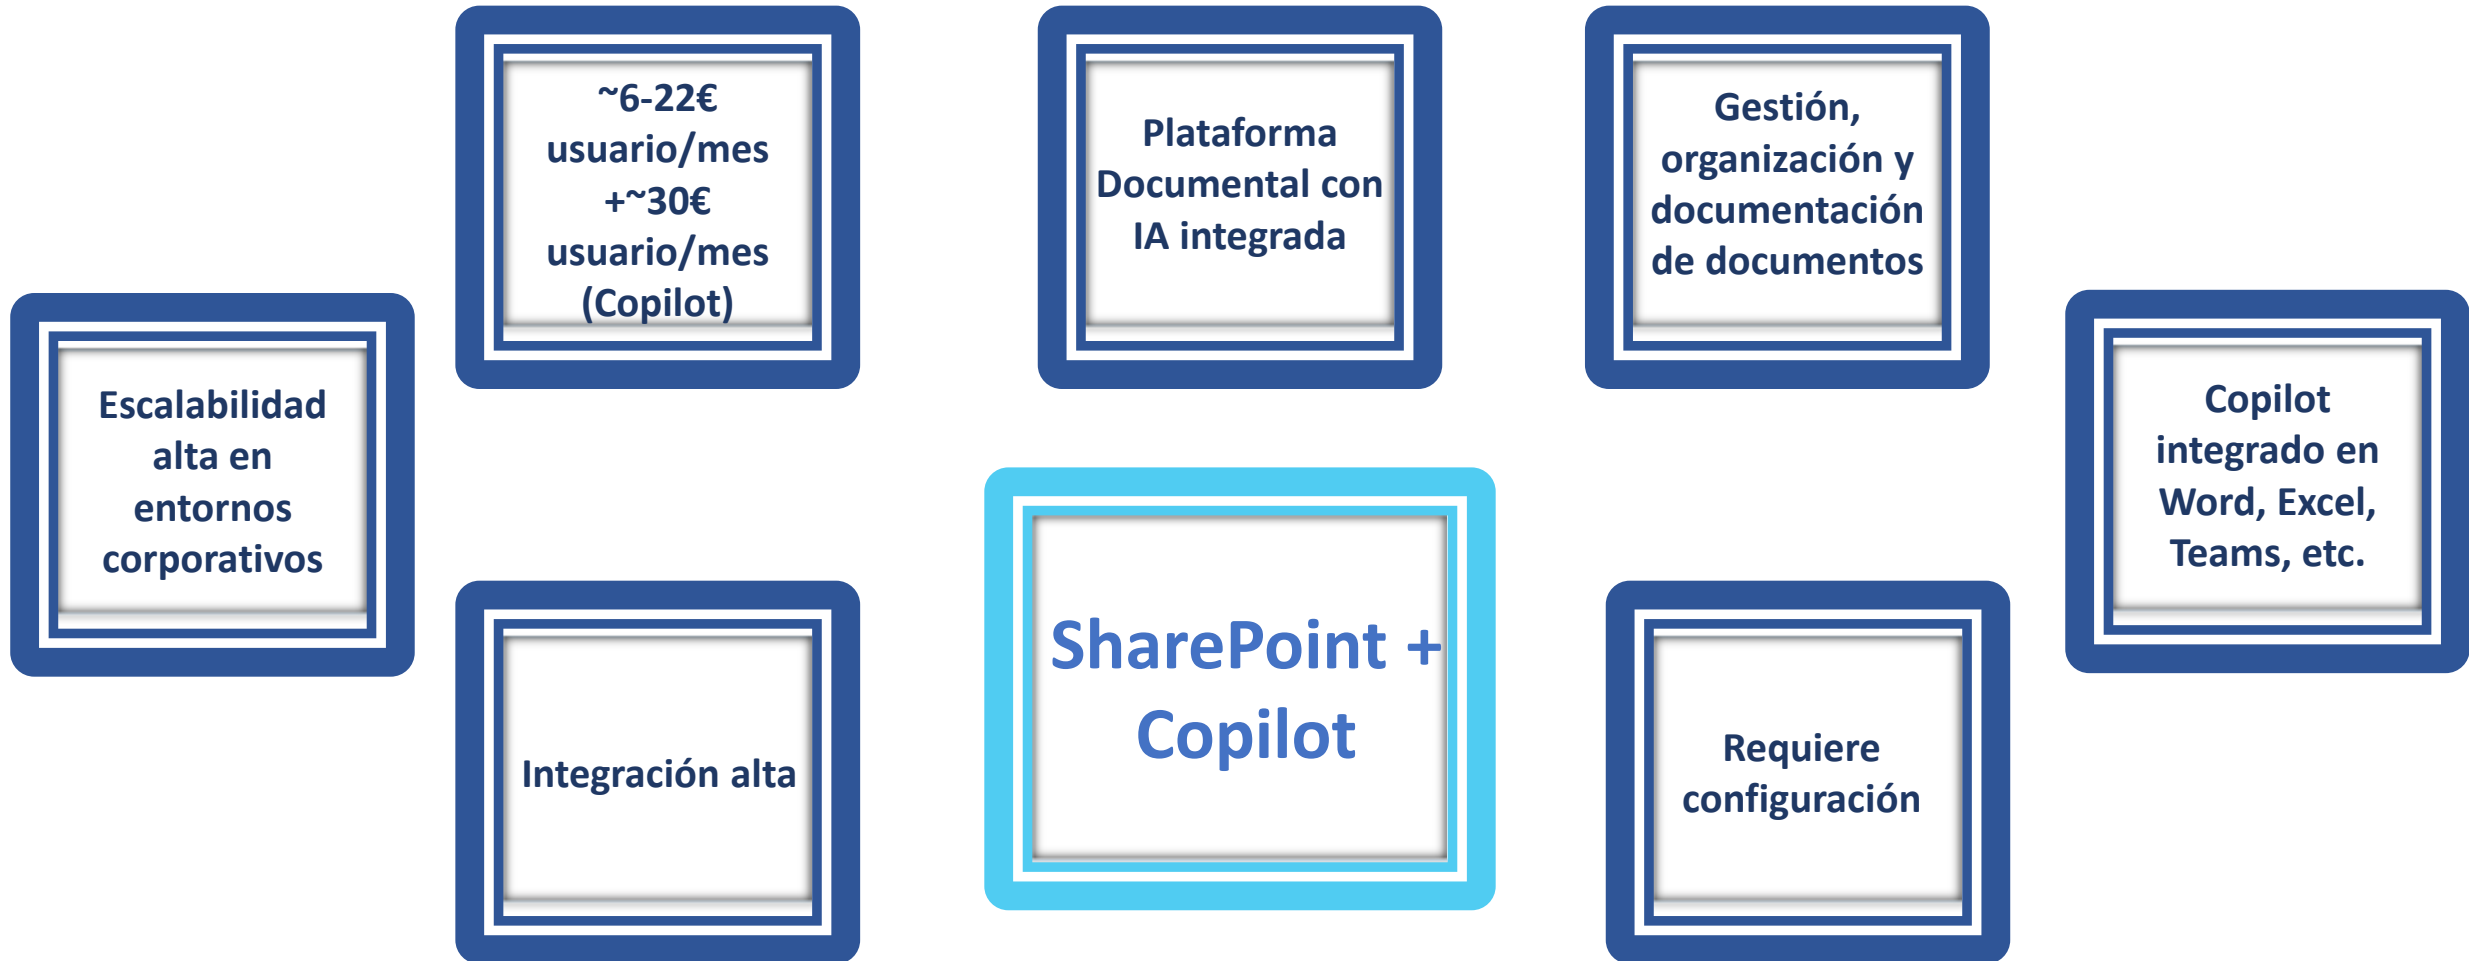 ~6-22€
usuario/mes
+~30€
usuario/mes
(Copilot)
Plataforma
Documental con
IA integrada
Gestión,
organización y
documentación
de documentos
Escalabilidad
alta en
entornos
corporativos
Copilot
integrado en
Word, Excel,
Teams, etc.
SharePoint +
Copilot
Integración alta
Requiere
configuración